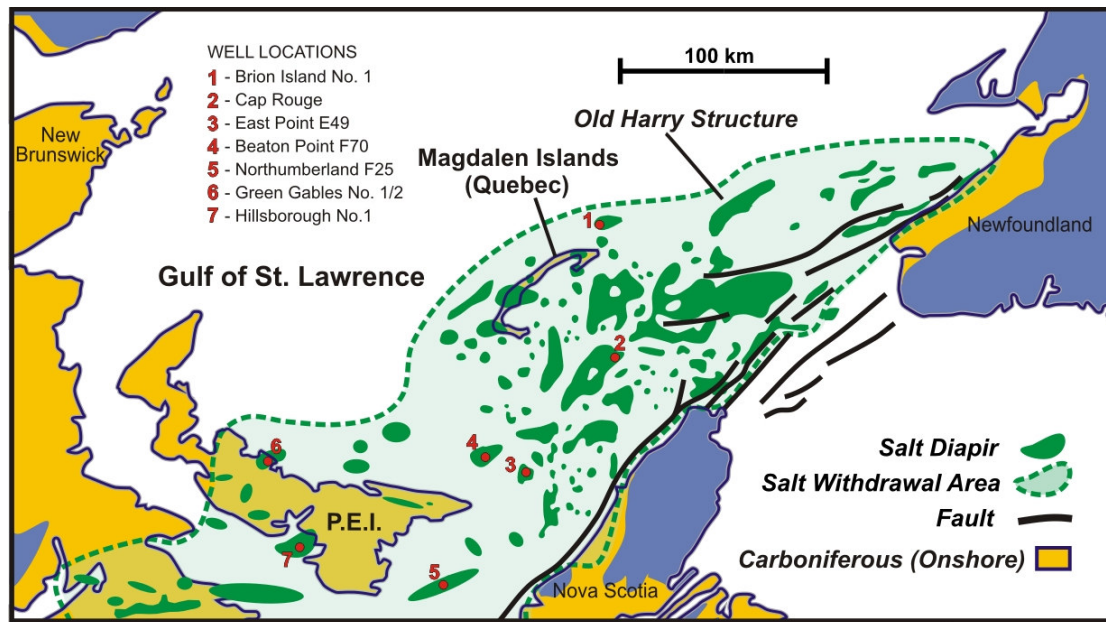 WELL LOCATIONS
1 - Brion Island No. 1
2 - Cap Rouge
3 - East Point E49
4 - Beaton Point F70
5 - Northumberland F25
6 - Green Gables No. 1/2
7 - Hillsborough No.1
100 km
Old Harry Structure
New
Brunswick
Magdalen Islands
(Quebec)
1
Newfoundland
Gulf of St. Lawrence
2
6
4
3
Salt Diapir
Salt Withdrawal Area
P.E.I.
Fault
7
Carboniferous (Onshore)
5
Nova Scotia